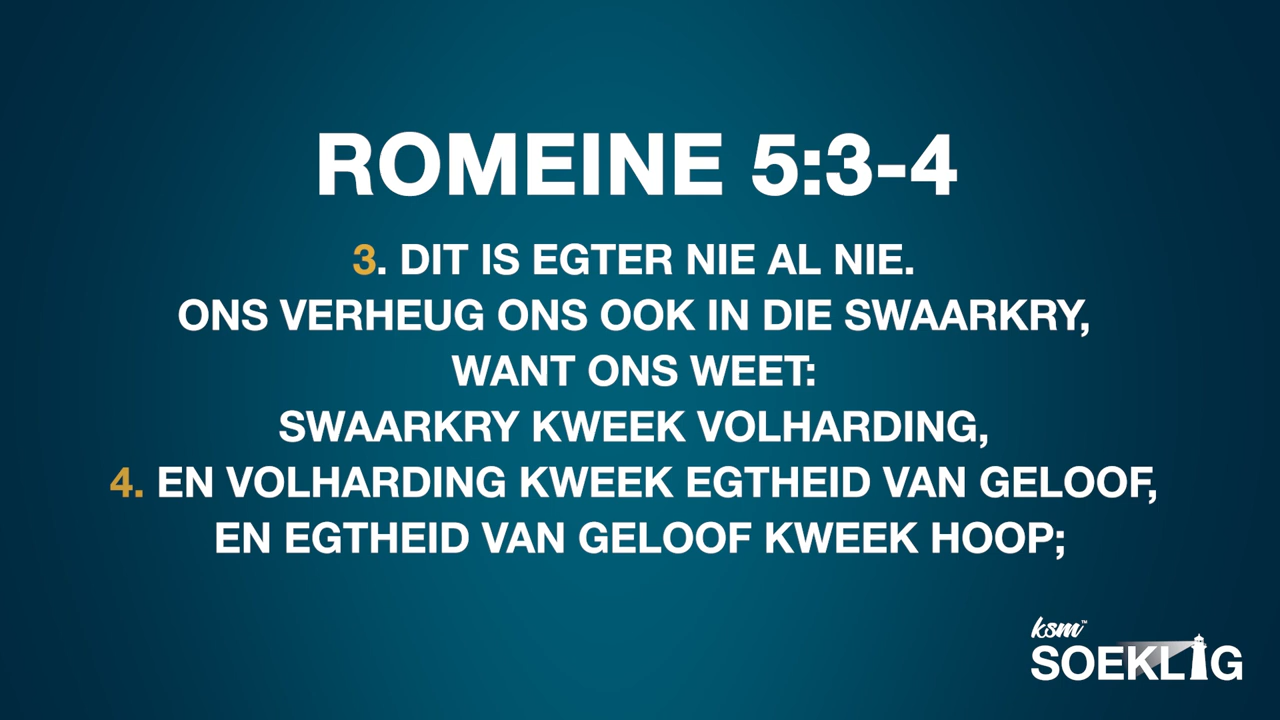 ROMEINE 5:3-4
3. DIT IS EGTER NIE AL NIE.
ONS VERHEUG ONS OOK IN DIE SWAARKRY,
WANT ONS WEET:
SWAARKRY KWEEK VOLHARDING,
4. EN VOLHARDING KWEEK EGTHEID VAN GELOOF,
EN EGTHEID VAN GELOOF KWEEK HOOP;
ksm™
SOEKLIG